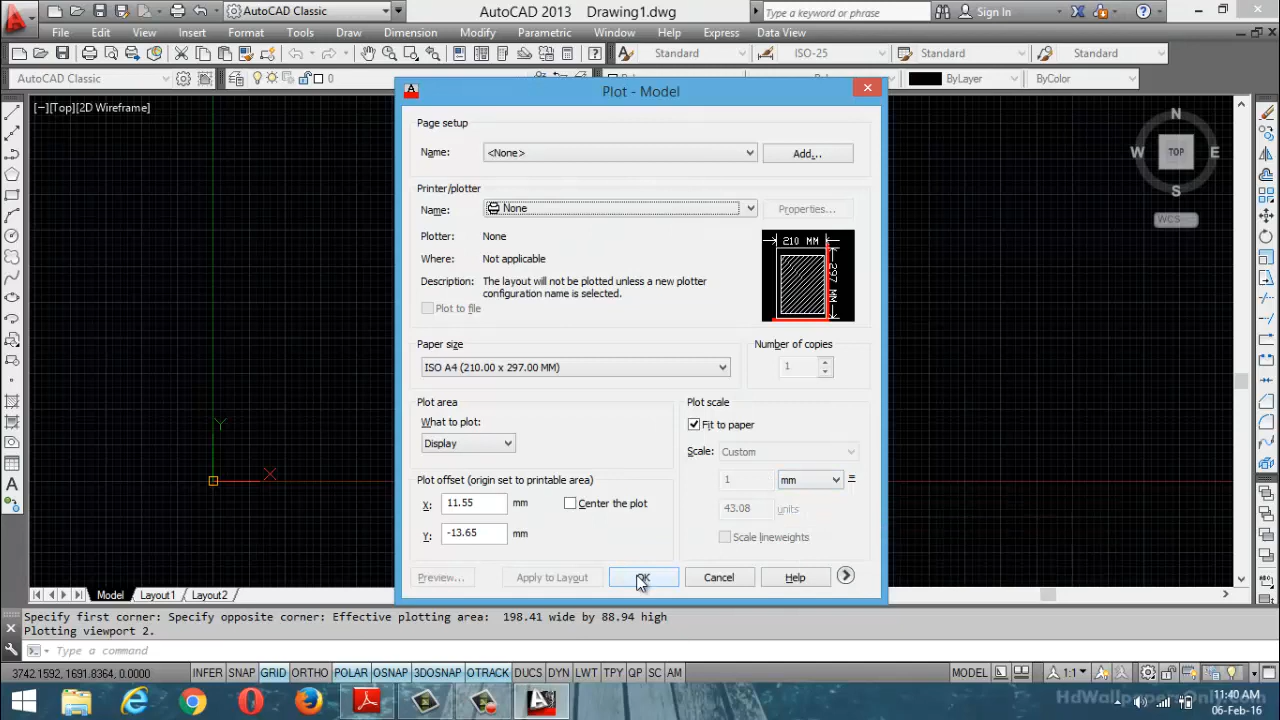 AutoCAD Classic
AutoCAD 2013 Drawing1.dwg
Type a keyword or phrase
Sign In
File Edit View Insert Format Tools Draw Dimension Modify Parametric Window Help Express Data View
Standard ISO-25 Standard Standard
AutoCAD Classic 0 ByLayer ByColor
[−][Top][2D Wireframe]
Plot - Model
Page setup
Name: <None> Add...
Printer/plotter
Name: None Properties...
Plotter: None
Where: Not applicable
Description: The layout will not be plotted unless a new plotter
configuration name is selected.
Plot to file
210 MM
297 MM
Paper size
ISO A4 (210.00 x 297.00 MM)
Number of copies
1
Plot area
What to plot:
Display
Plot scale
Fit to paper
Scale: Custom
1 mm =
43.08 units
Scale lineweights
Plot offset (origin set to printable area)
X: 11.55 mm Center the plot
Y: -13.65 mm
Preview... Apply to Layout OK Cancel Help
N
W TOP E
S
WCS
Y
X
Model Layout1 Layout2
Specify first corner: Specify opposite corner: Effective plotting area: 198.41 wide by 88.94 high
Plotting viewport 2.
Type a command
3742.1592, 1691.8364, 0.0000 INFER SNAP GRID ORTHO POLAR OSNAP 3DOSNAP OTRACK DUCS DYN LWT TPY QP SC AM MODEL 1:1
HdWallpapersOnly.com
11:40 AM
06-Feb-16